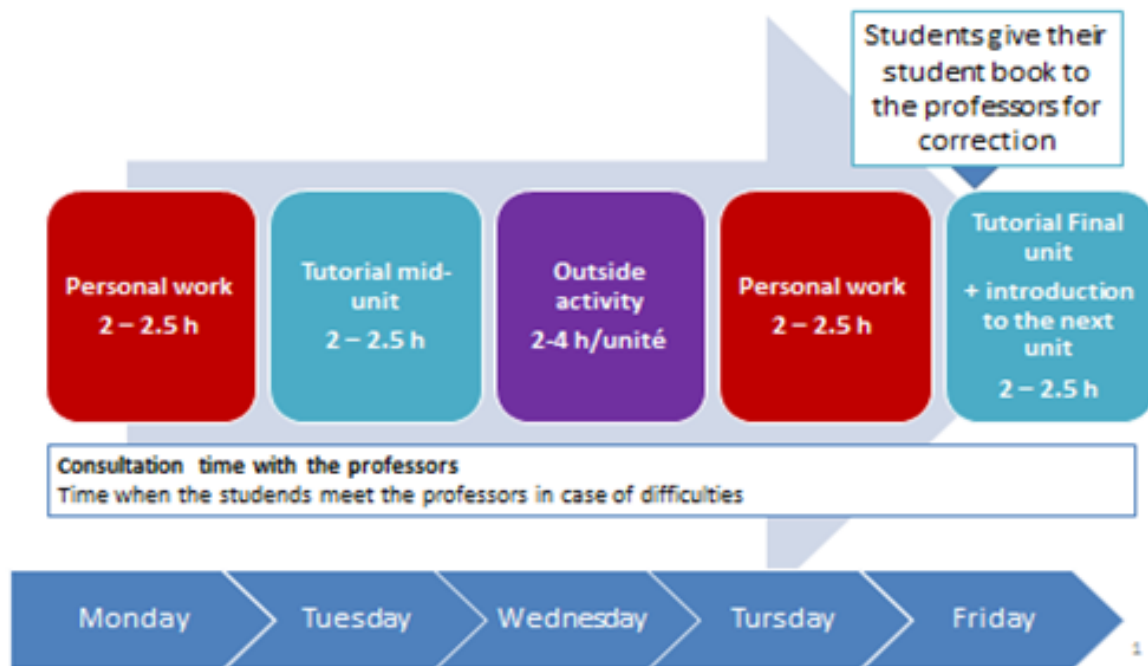 Students give their
student book to
the professors for
correction
Personal work
2 – 2.5 h
Tutorial mid-
unit
2 – 2.5 h
Outside
activity
2-4 h/unité
Personal work
2 – 2.5 h
Tutorial Final
unit
+ introduction
to the next
unit
2 – 2.5 h
Consultation time with the professors
Time when the studends meet the professors in case of difficulties
Monday
Tuesday
Wednesday
Tursday
Friday